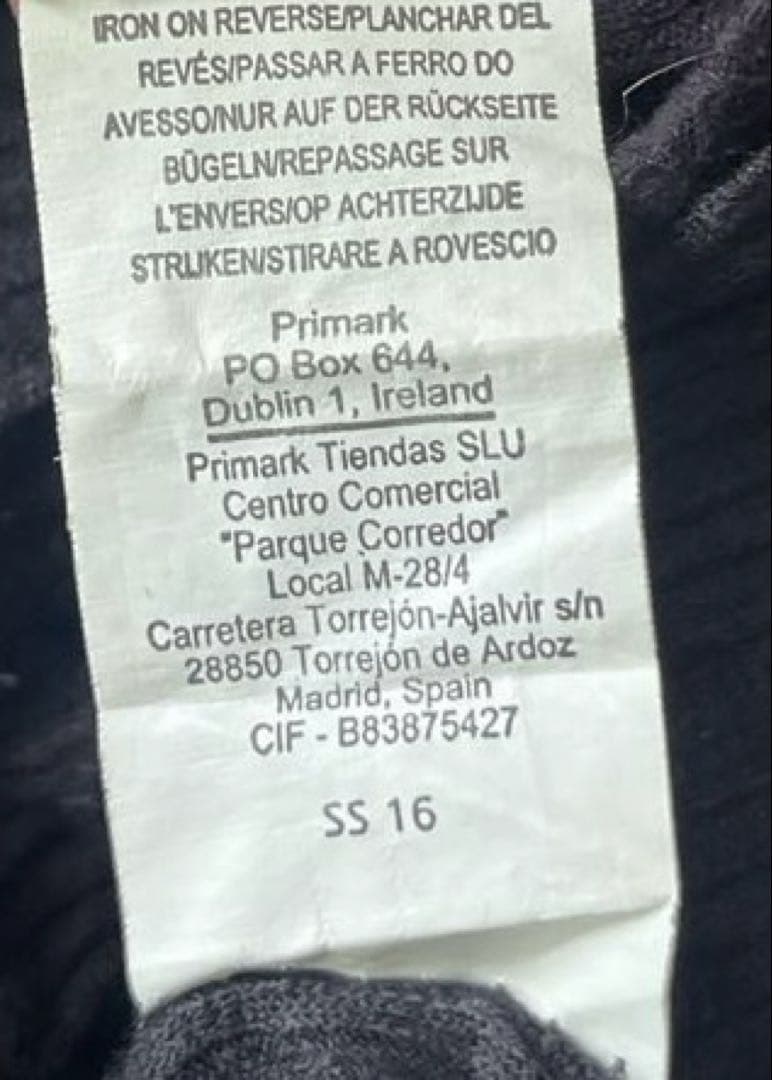 IRON ON REVERSE/PLANCHAR DEL
REVÉS/PASSAR A FERRO DO
AVESSO/NUR AUF DER RÜCKSEITE
BÜGELN/REPASSAGE SUR
L'ENVERS/OP ACHTERZIJDE
STRIJKEN/STIRARE A ROVESCIO
Primark
PO Box 644,
Dublin 1, Ireland
Primark Tiendas SLU
Centro Comercial
"Parque Corredor"
Local M-28/4
Carretera Torrejón-Ajalvir s/n
28850 Torrejón de Ardoz
Madrid, Spain
CIF - B83875427
SS 16